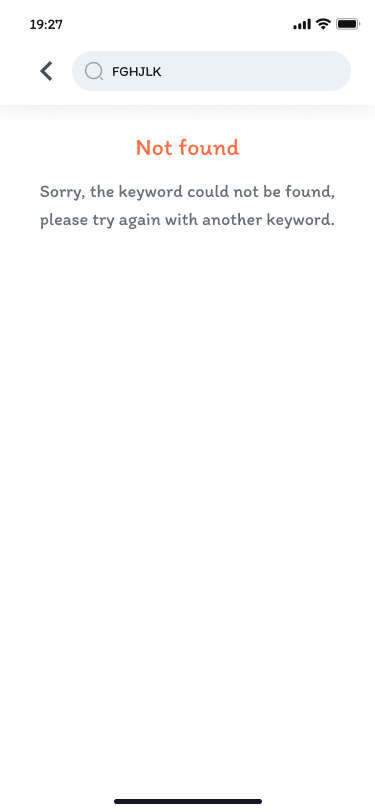 19:27
FGHJLK
Not found
Sorry, the keyword could not be found,
please try again with another keyword.